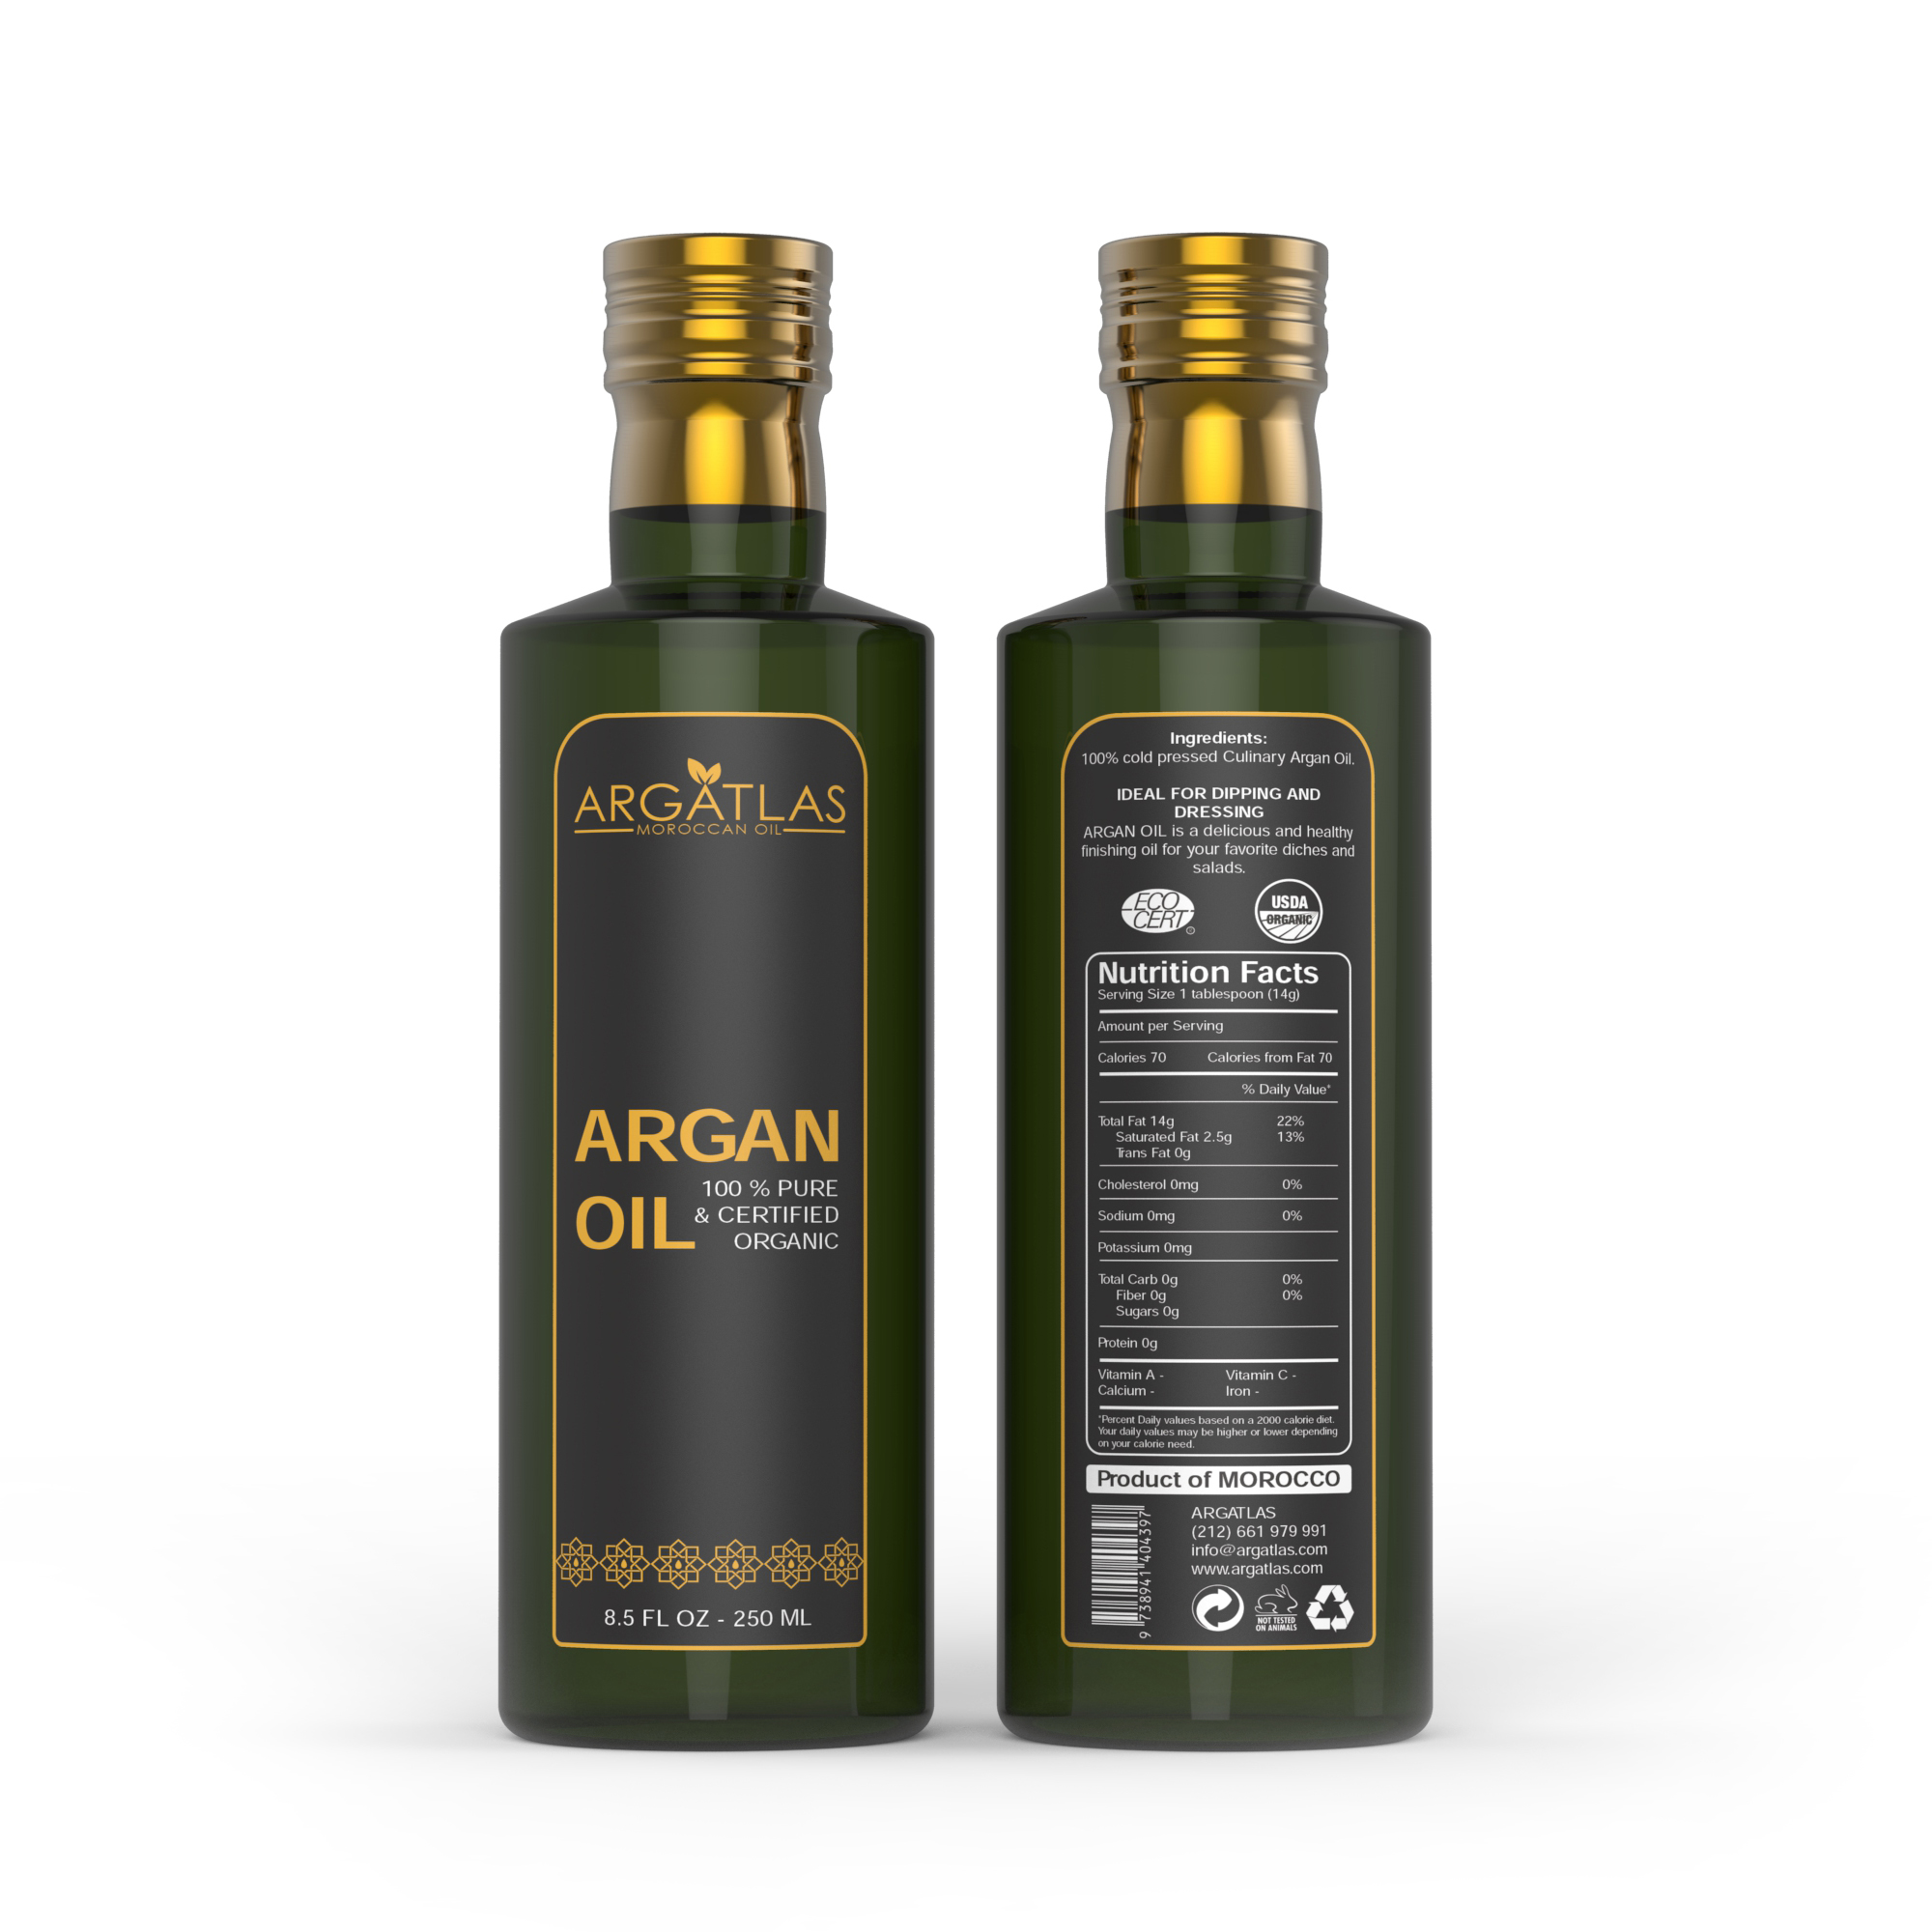 ARGATLAS
MOROCCAN OIL
ARGAN
OIL
100 % PURE
& CERTIFIED
ORGANIC
8.5 FL OZ - 250 ML
Ingredients:
100% cold pressed Culinary Argan Oil.
IDEAL FOR DIPPING AND
DRESSING
ARGAN OIL is a delicious and healthy
finishing oil for your favorite diches and
salads.
ECO
CERT
USDA
ORGANIC
Nutrition Facts
Serving Size 1 tablespoon (14g)
Amount per Serving
Calories 70 Calories from Fat 70
% Daily Value*
Total Fat 14g 22%
Saturated Fat 2.5g 13%
Trans Fat 0g
Cholesterol 0mg 0%
Sodium 0mg 0%
Potassium 0mg
Total Carb 0g 0%
Fiber 0g 0%
Sugars 0g
Protein 0g
Vitamin A - Vitamin C -
Calcium - Iron -
*Percent Daily values based on a 2000 calorie diet.
Your daily values may be higher or lower depending
on your calorie need.
Product of MOROCCO
9 738941 404397
ARGATLAS
(212) 661 979 991
info@argatlas.com
www.argatlas.com
NOT TESTED
ON ANIMALS